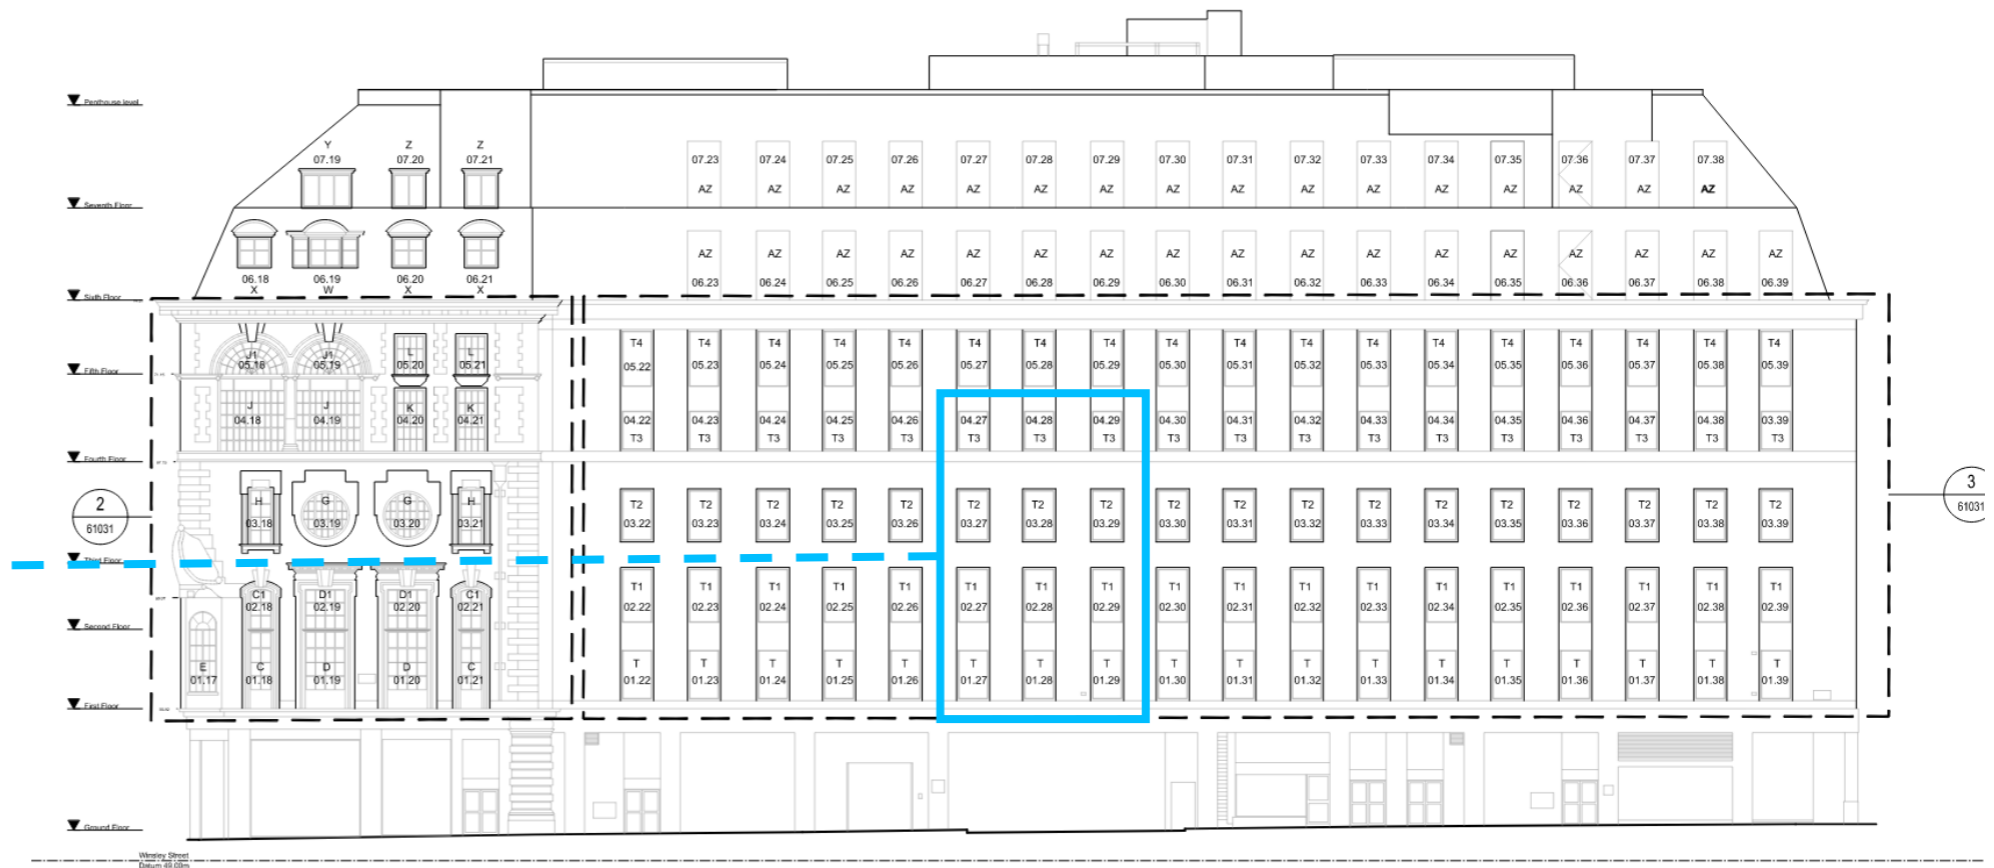 Penthouse level
Y Z Z
07.19 07.20 07.21 07.23 07.24 07.25 07.26 07.27 07.28 07.29 07.30 07.31 07.32 07.33 07.34 07.35 07.36 07.37 07.38
AZ AZ AZ AZ AZ AZ AZ AZ AZ AZ AZ AZ AZ AZ AZ AZ
Seventh Floor
AZ AZ AZ AZ AZ AZ AZ AZ AZ AZ AZ AZ AZ AZ AZ AZ AZ
06.18 06.19 06.20 06.21 06.23 06.24 06.25 06.26 06.27 06.28 06.29 06.30 06.31 06.32 06.33 06.34 06.35 06.36 06.37 06.38 06.39
X W X X
Sixth Floor
J1 J1 L L T4 T4 T4 T4 T4 T4 T4 T4 T4 T4 T4 T4 T4 T4 T4 T4 T4 T4
05.18 05.19 05.20 05.21 05.22 05.23 05.24 05.25 05.26 05.27 05.28 05.29 05.30 05.31 05.32 05.33 05.34 05.35 05.36 05.37 05.38 05.39
Fifth Floor
J J K K
04.18 04.19 04.20 04.21 04.22 04.23 04.24 04.25 04.26 04.27 04.28 04.29 04.30 04.31 04.32 04.33 04.34 04.35 04.36 04.37 04.38 03.39
T3 T3 T3 T3 T3 T3 T3 T3 T3 T3 T3 T3 T3 T3 T3 T3 T3 T3
Fourth Floor
2 H G G H T2 T2 T2 T2 T2 T2 T2 T2 T2 T2 T2 T2 T2 T2 T2 T2 T2 T2 3
61031 03.18 03.19 03.20 03.21 03.22 03.23 03.24 03.25 03.26 03.27 03.28 03.29 03.30 03.31 03.32 03.33 03.34 03.35 03.36 03.37 03.38 03.39 61031
Third Floor
C1 D1 D1 C1 T1 T1 T1 T1 T1 T1 T1 T1 T1 T1 T1 T1 T1 T1 T1 T1 T1 T1
02.18 02.19 02.20 02.21 02.22 02.23 02.24 02.25 02.26 02.27 02.28 02.29 02.30 02.31 02.32 02.33 02.34 02.35 02.36 02.37 02.38 02.39
Second Floor
E C D D C T T T T T T T T T T T T T T T T T T
01.17 01.18 01.19 01.20 01.21 01.22 01.23 01.24 01.25 01.26 01.27 01.28 01.29 01.30 01.31 01.32 01.33 01.34 01.35 01.36 01.37 01.38 01.39
First Floor
Ground Floor
Winsley Street
Datum 49.00m